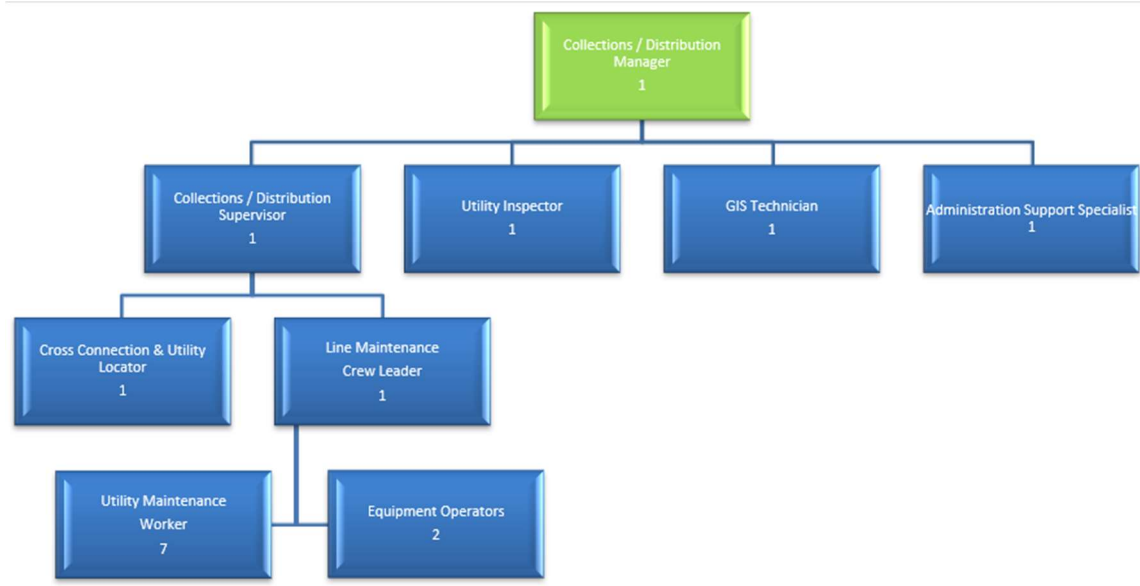 Collections / Distribution
Manager
1
Collections / Distribution
Supervisor
1
Utility Inspector
1
GIS Technician
1
Administration Support Specialist
1
Cross Connection & Utility
Locator
1
Line Maintenance
Crew Leader
1
Utility Maintenance
Worker
7
Equipment Operators
2